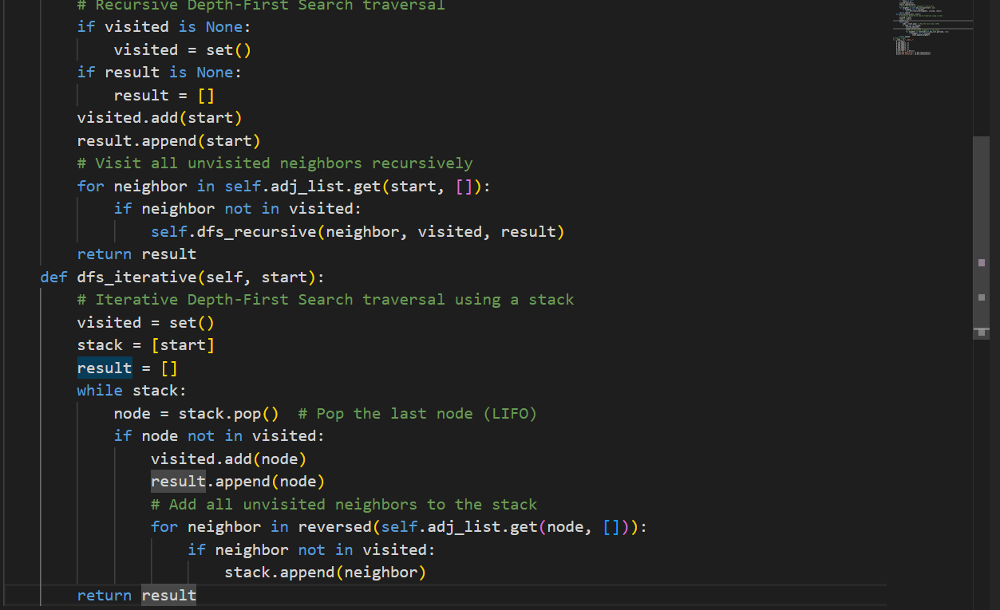 # Recursive Depth-First Search traversal
if visited is None:
visited = set()
if result is None:
result = []
visited.add(start)
result.append(start)
# Visit all unvisited neighbors recursively
for neighbor in self.adj_list.get(start, []):
if neighbor not in visited:
self.dfs_recursive(neighbor, visited, result)
return result
def dfs_iterative(self, start):
# Iterative Depth-First Search traversal using a stack
visited = set()
stack = [start]
result = []
while stack:
node = stack.pop()  # Pop the last node (LIFO)
if node not in visited:
visited.add(node)
result.append(node)
# Add all unvisited neighbors to the stack
for neighbor in reversed(self.adj_list.get(node, [])):
if neighbor not in visited:
stack.append(neighbor)
return result